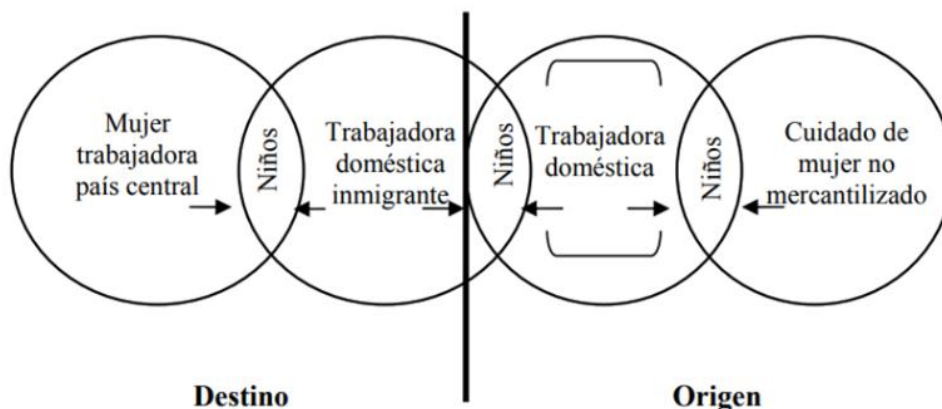 Mujer
trabajadora
país central
Niños
Trabajadora
doméstica
inmigrante
Niños
Trabajadora
doméstica
Niños
Cuidado de
mujer no
mercantilizado
Destino
Origen